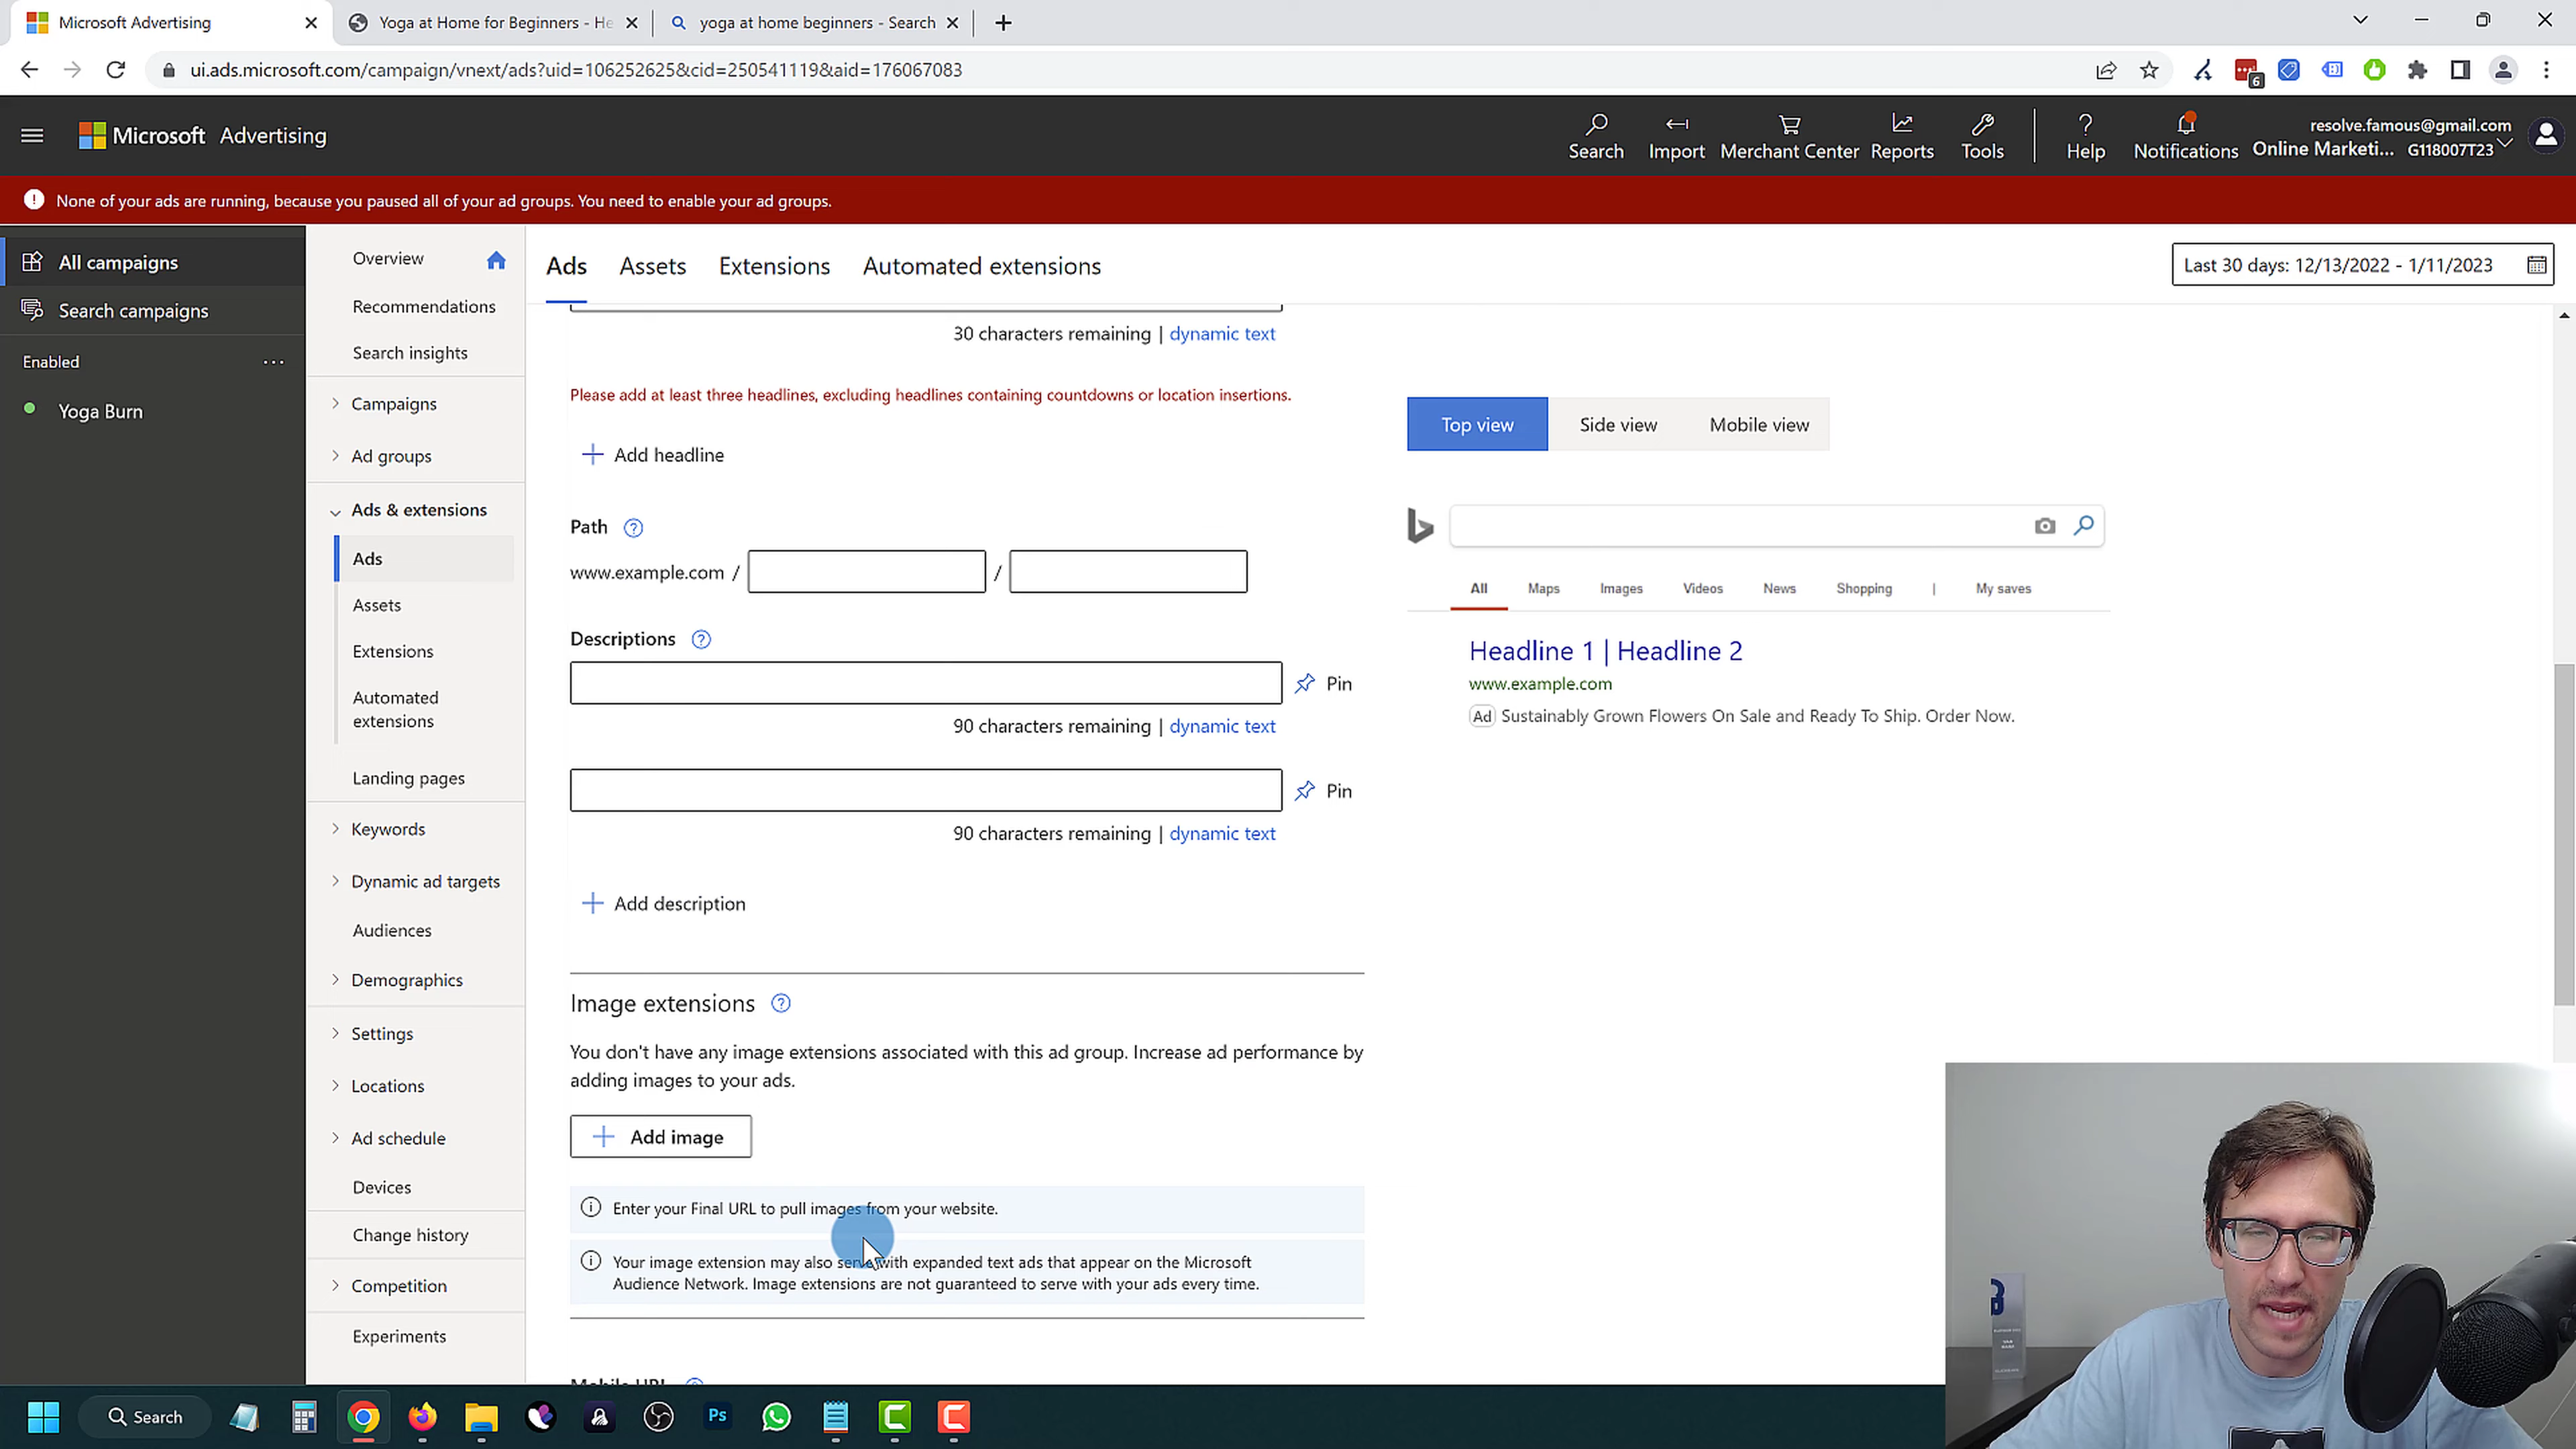 Microsoft Advertising
Yoga at Home for Beginners - He
yoga at home beginners - Search
ui.ads.microsoft.com/campaign/vnext/ads?uid=106252625&cid=250541119&aid=176067083
6
Microsoft Advertising
Search
Import
Merchant Center
Reports
Tools
Help
Notifications
resolve.famous@gmail.com
Online Marketi... G118007T23
None of your ads are running, because you paused all of your ad groups. You need to enable your ad groups.
All campaigns
Search campaigns
Enabled
Yoga Burn
Overview
Recommendations
Search insights
Campaigns
Ad groups
Ads & extensions
Ads
Assets
Extensions
Automated
extensions
Landing pages
Keywords
Dynamic ad targets
Audiences
Demographics
Settings
Locations
Ad schedule
Devices
Change history
Competition
Experiments
Ads
Assets
Extensions
Automated extensions
Last 30 days: 12/13/2022 - 1/11/2023
30 characters remaining | dynamic text
Please add at least three headlines, excluding headlines containing countdowns or location insertions.
Add headline
Path
www.example.com / /
Descriptions
Pin
90 characters remaining | dynamic text
Pin
90 characters remaining | dynamic text
Add description
Image extensions
You don't have any image extensions associated with this ad group. Increase ad performance by
adding images to your ads.
Add image
Enter your Final URL to pull images from your website.
Your image extension may also serve with expanded text ads that appear on the Microsoft
Audience Network. Image extensions are not guaranteed to serve with your ads every time.
Mobile URL
Top view
Side view
Mobile view
All Maps Images Videos News Shopping | My saves
Headline 1 | Headline 2
www.example.com
Ad Sustainably Grown Flowers On Sale and Ready To Ship. Order Now.
Search
Ps